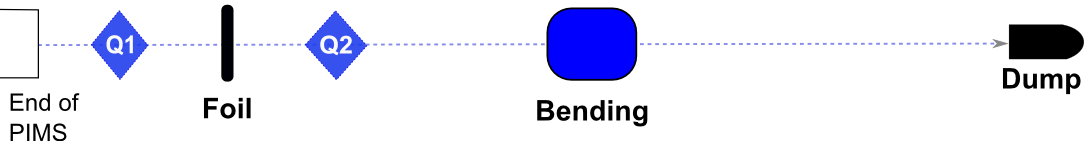 Q1
Q2
End of
PIMS
Foil
Bending
Dump